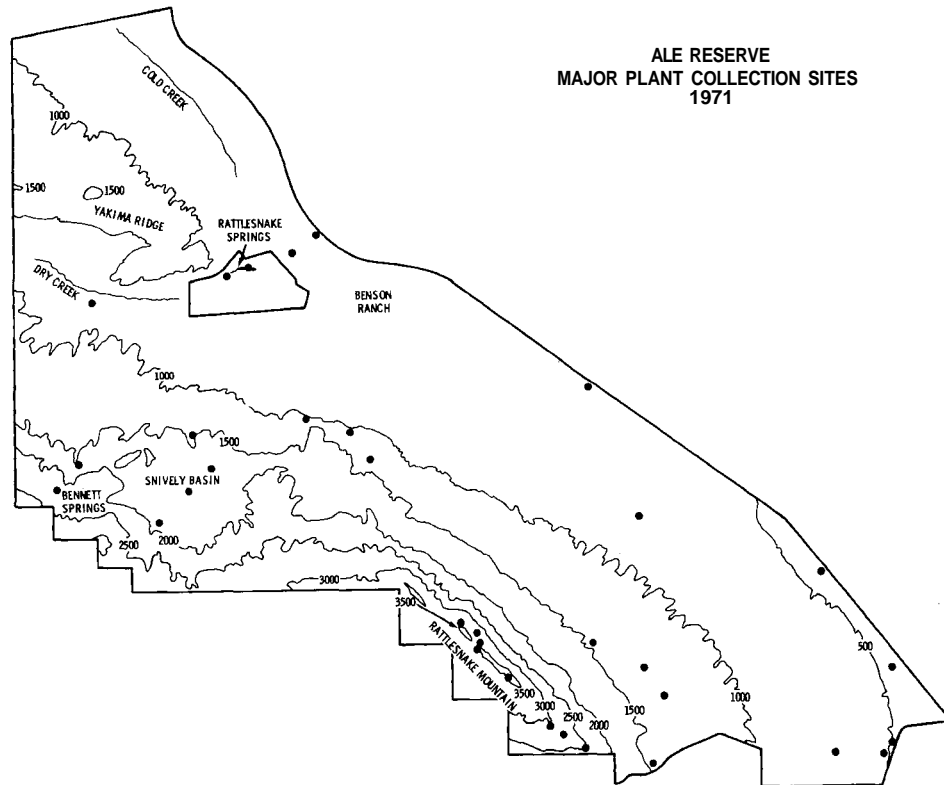 ALE RESERVE
MAJOR PLANT COLLECTION SITES
1971
COLD CREEK
1000
1500
1500
YAKIMA RIDGE
RATTLESNAKE
SPRINGS
DRY CREEK
BENSON
RANCH
1000
1500
SNIVELY BASIN
BENNETT
SPRINGS
2000
2500
3000
3500
RATTLESNAKE MOUNTAIN
3500
3000
2500
2000
1500
1000
500